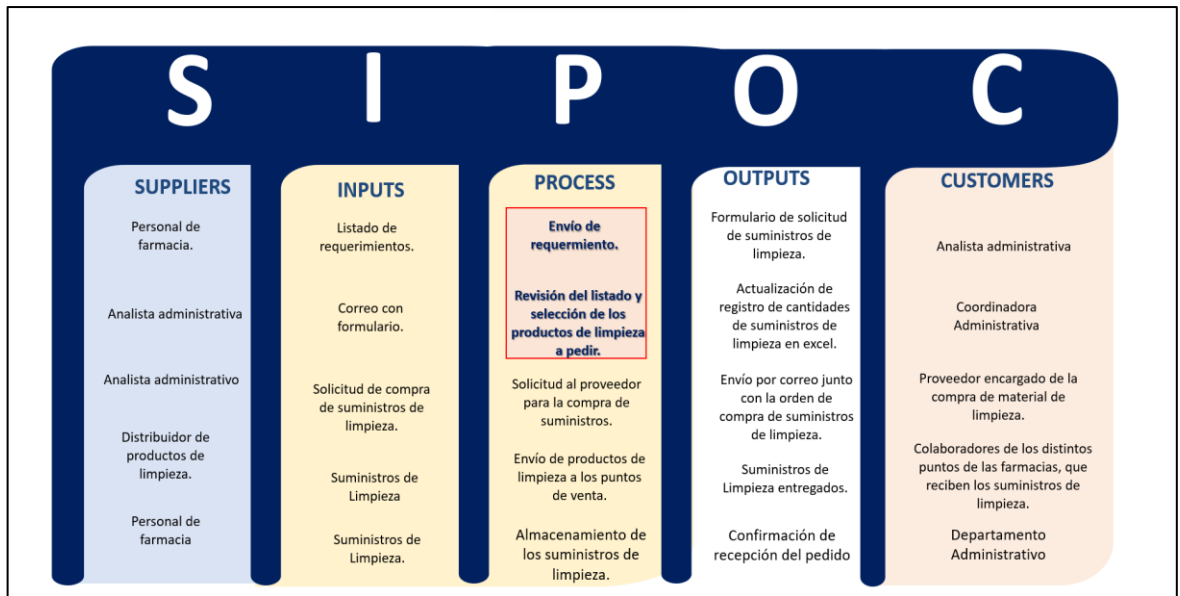 S I P O C
SUPPLIERS
Personal de
farmacia.
Analista administrativa
Analista administrativo
Distribuidor de
productos de
limpieza.
Personal de
farmacia
INPUTS
Listado de
requerimientos.
Correo con
formulario.
Solicitud de compra
de suministros de
limpieza.
Suministros de
Limpieza
Suministros de
Limpieza.
PROCESS
Envío de
requermiento.
Revisión del listado y
selección de los
productos de limpieza
a pedir.
Solicitud al proveedor
para la compra de
suministros.
Envío de productos de
limpieza a los puntos
de venta.
Almacenamiento de
los suministros de
limpieza.
OUTPUTS
Formulario de solicitud
de suministros de
limpieza.
Actualización de
registro de cantidades
de suministros de
limpieza en excel.
Envío por correo junto
con la orden de
compra de suministros
de limpieza.
Suministros de
Limpieza entregados.
Confirmación de
recepción del pedido
CUSTOMERS
Analista administrativa
Coordinadora
Administrativa
Proveedor encargado de la
compra de material de
limpieza.
Colaboradores de los distintos
puntos de las farmacias, que
reciben los suministros de
limpieza.
Departamento
Administrativo